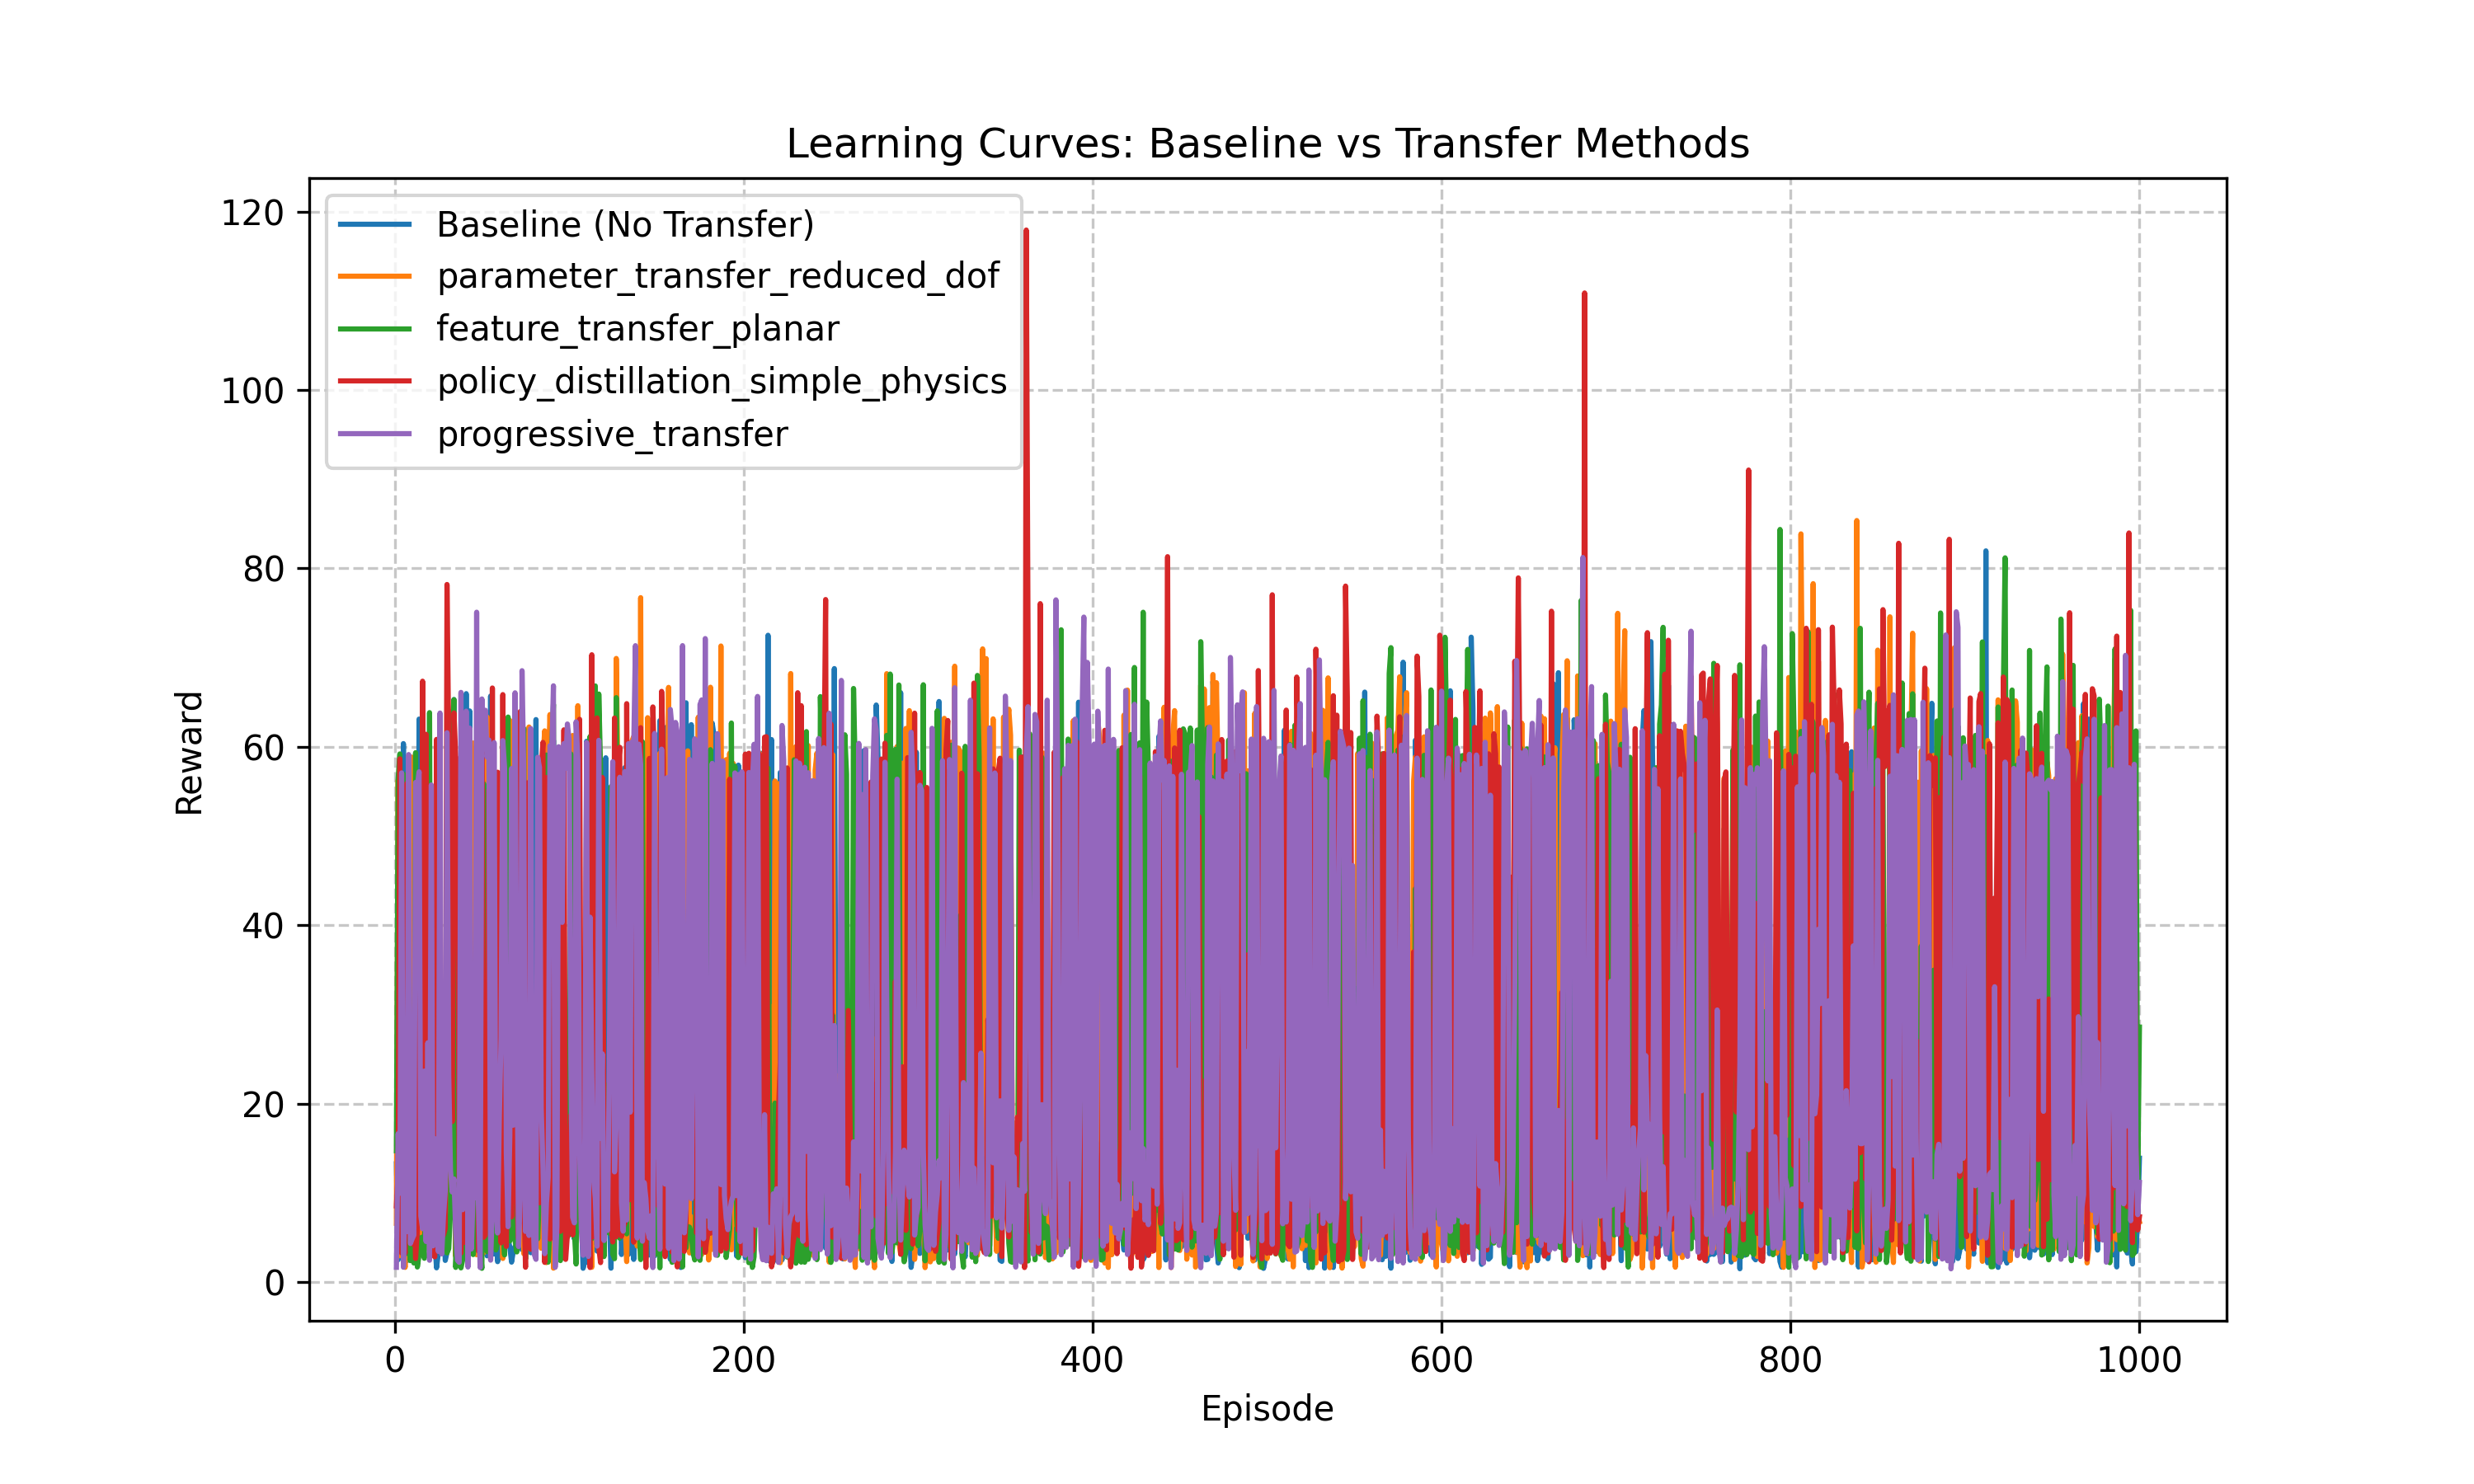 Learning Curves: Baseline vs Transfer Methods
Baseline (No Transfer)
parameter_transfer_reduced_dof
feature_transfer_planar
policy_distillation_simple_physics
progressive_transfer
Reward
120
100
80
60
40
20
0
0 200 400 600 800 1000
Episode